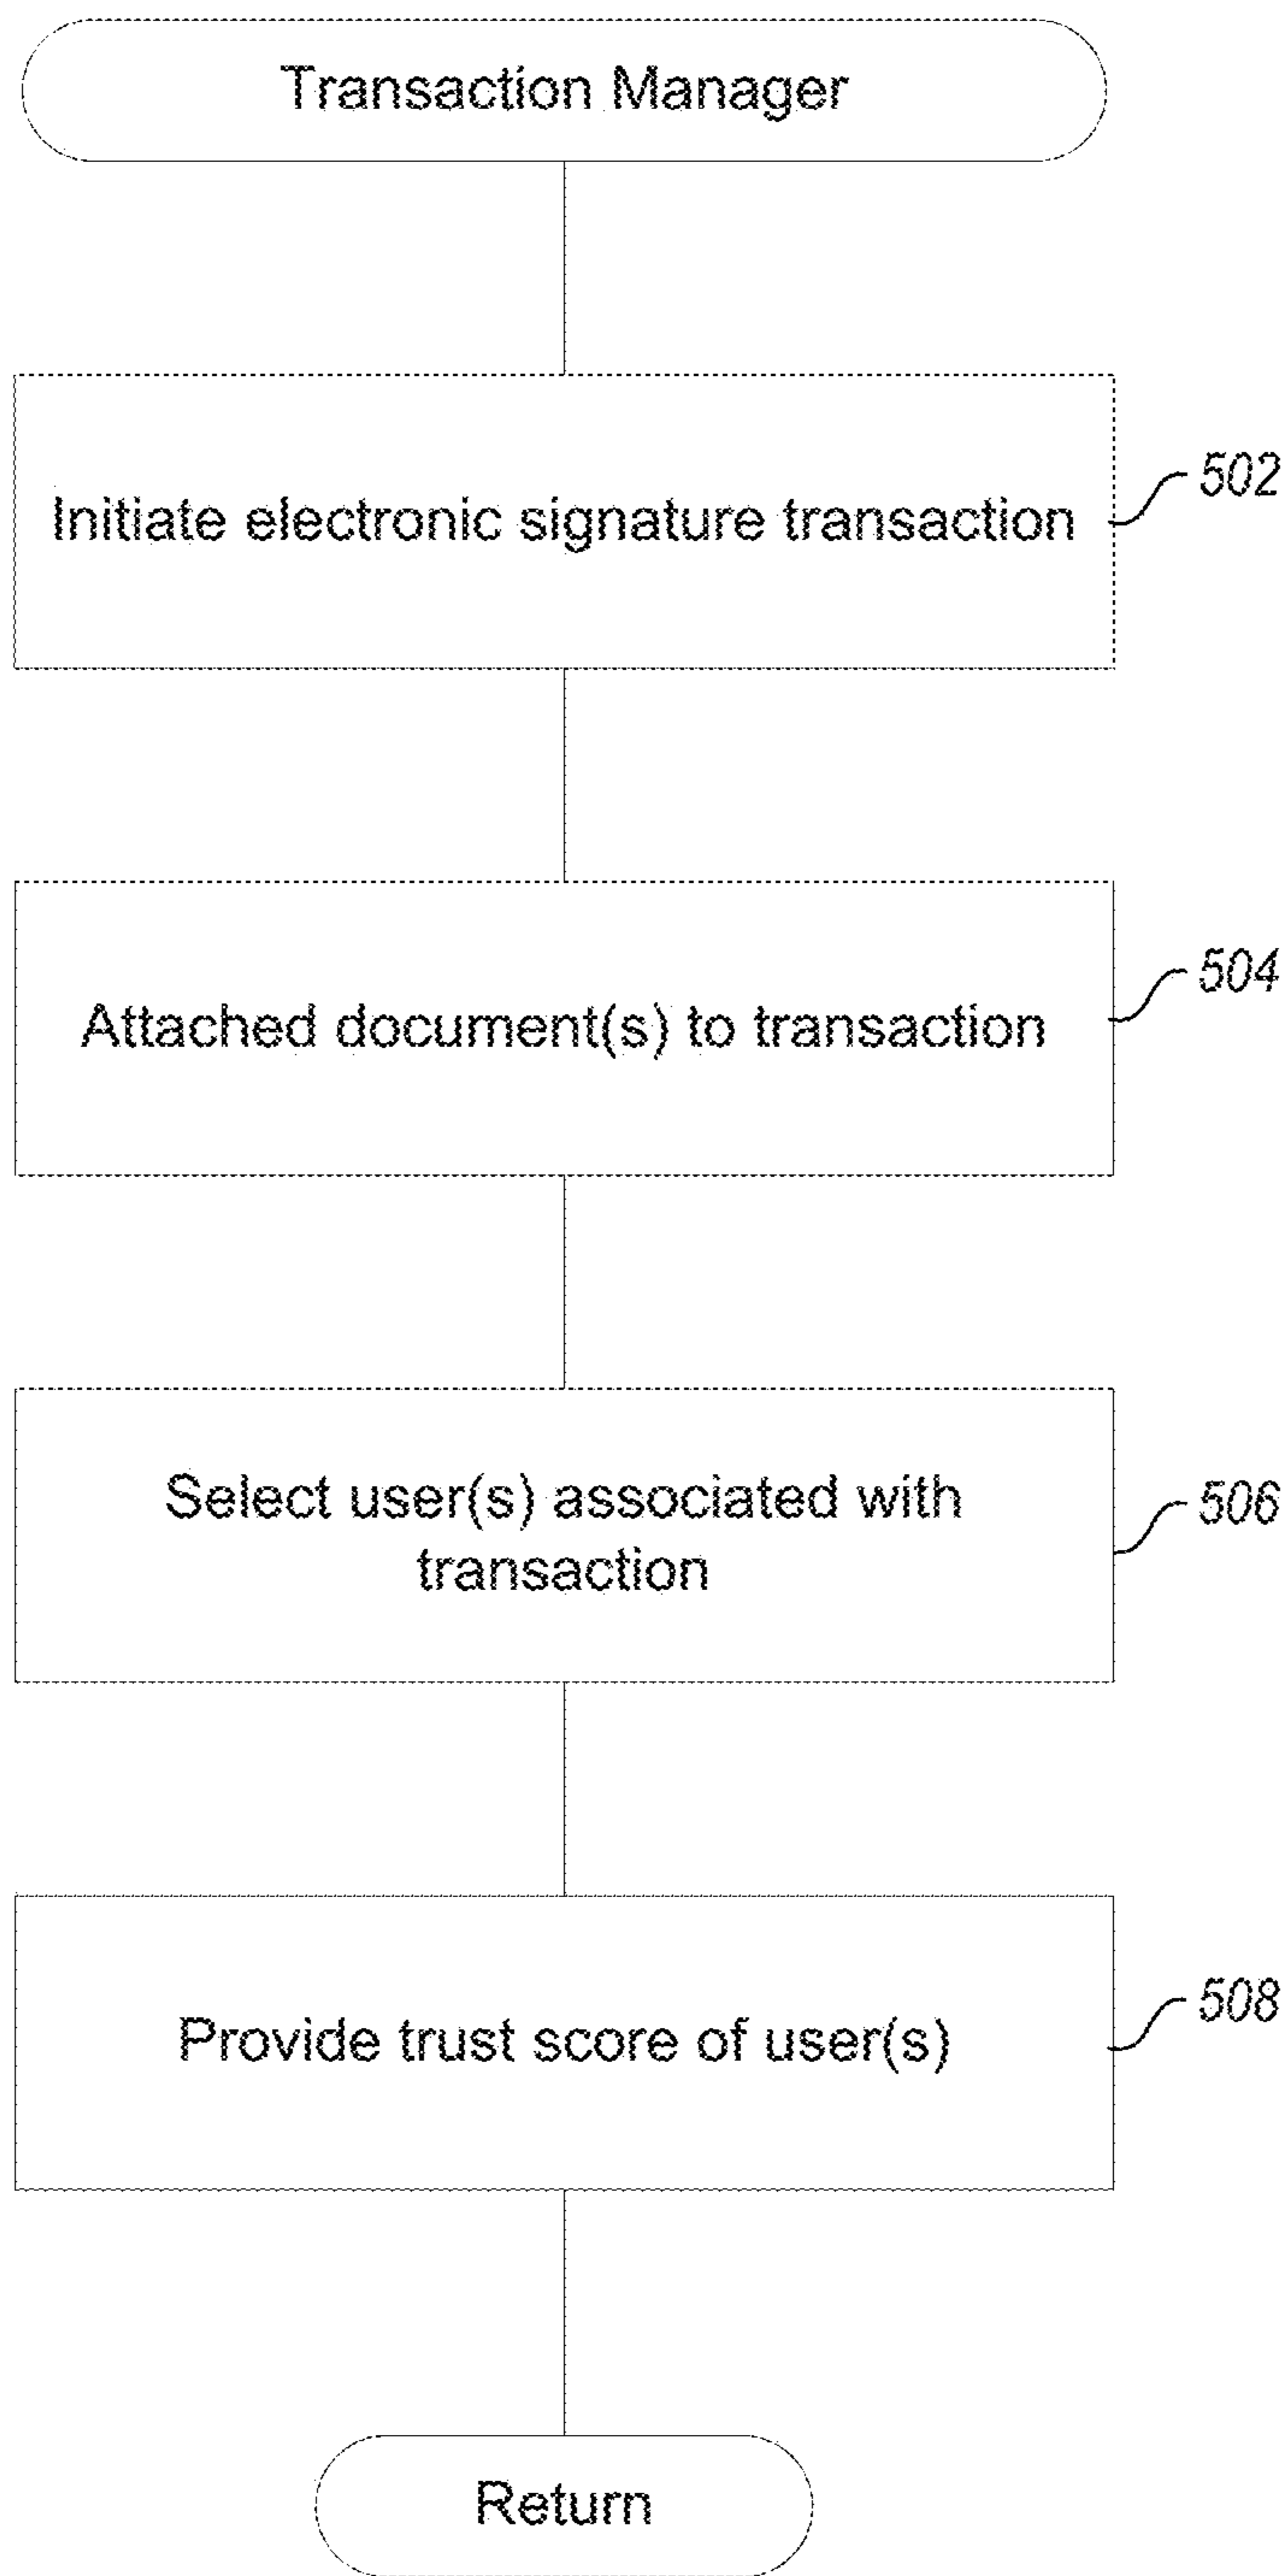 Transaction Manager
Initiate electronic signature transaction
502
Attached document(s) to transaction
504
Select user(s) associated with
transaction
506
Provide trust score of user(s)
508
Return